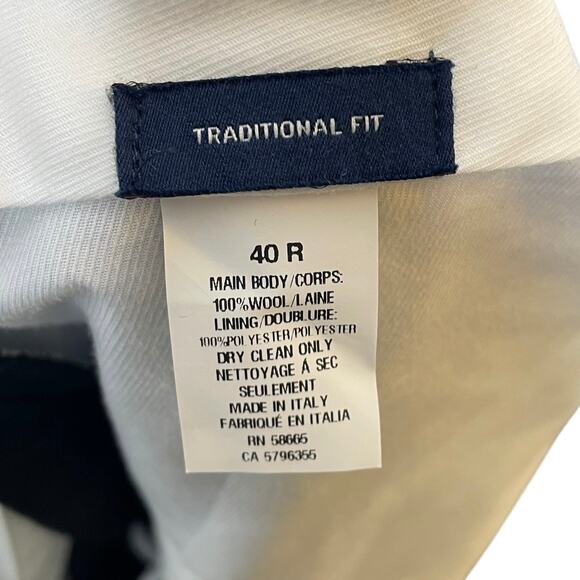 TRADITIONAL FIT
40 R
MAIN BODY/CORPS:
100%WOOL/LAINE
LINING/DOUBLURE:
100%POLYESTER/POLYESTER
DRY CLEAN ONLY
NETTOYAGE Á SEC
SEULEMENT
MADE IN ITALY
FABRIQUÉ EN ITALIA
RN 58665
CA 5796355